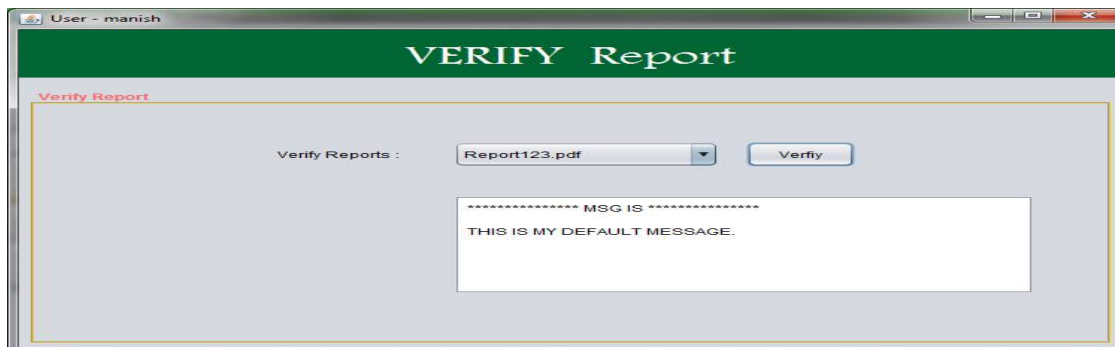 User - manish
VERIFY Report
Verify Report
Verify Reports : Report123.pdf Verfiy
*************** MSG IS ***************
THIS IS MY DEFAULT MESSAGE.